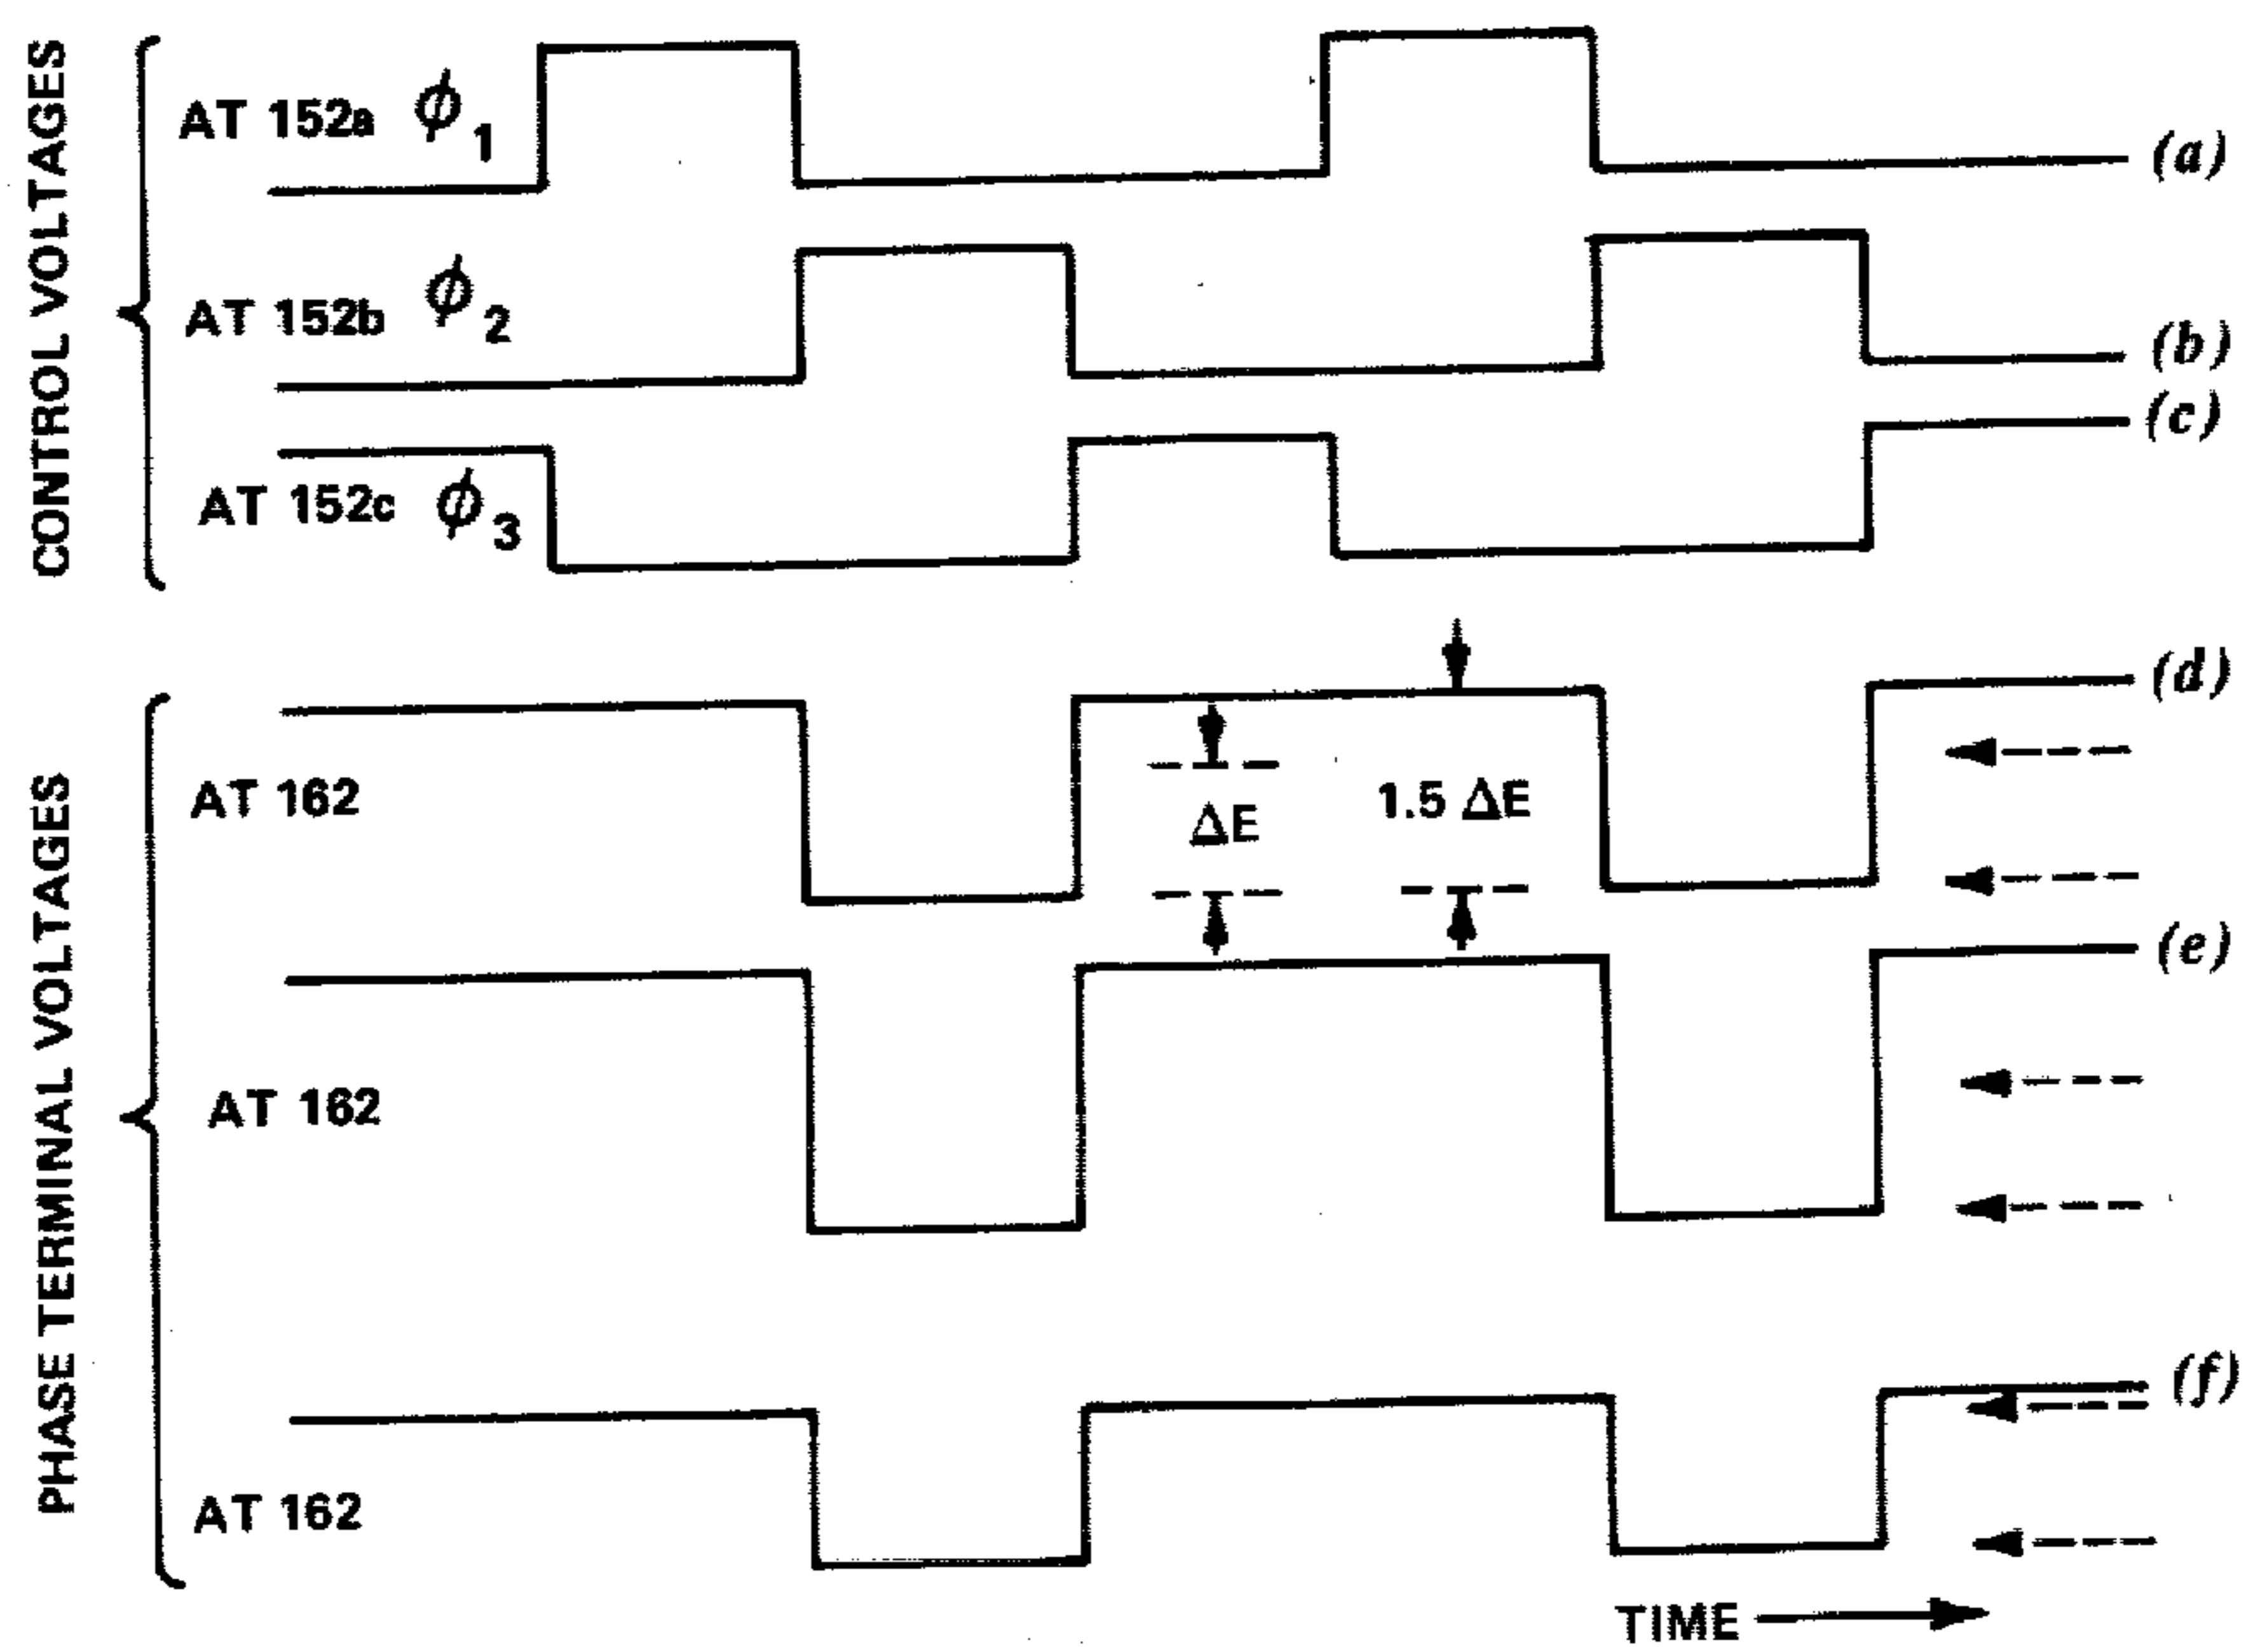 CONTROL VOLTAGES
AT 152a ϕ1
(a)
AT 152b ϕ2
(b)
(c)
AT 152c ϕ3
PHASE TERMINAL VOLTAGES
(d)
AT 162
ΔE
1.5 ΔE
(e)
AT 162
(f)
AT 162
TIME